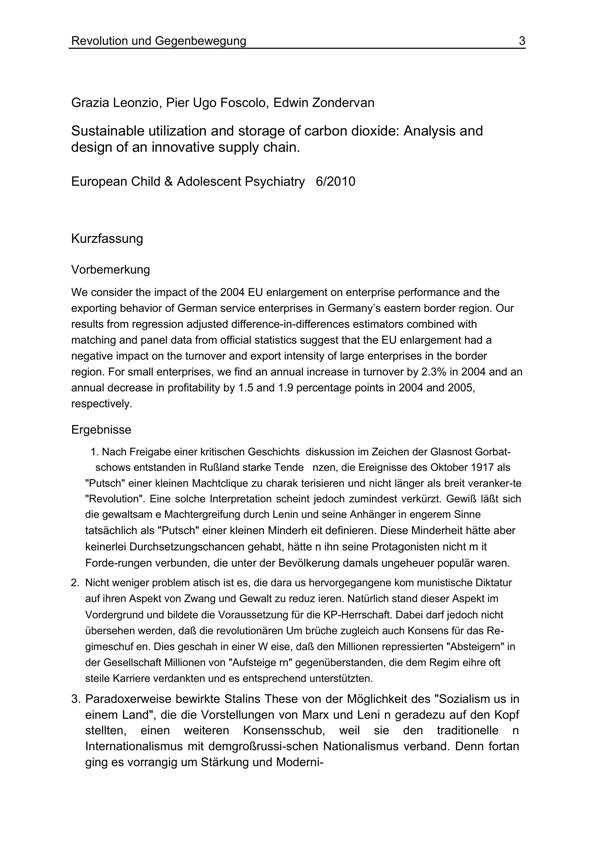 Revolution und Gegenbewegung 3
Grazia Leonzio, Pier Ugo Foscolo, Edwin Zondervan
Sustainable utilization and storage of carbon dioxide: Analysis and
design of an innovative supply chain.
European Child & Adolescent Psychiatry 6/2010
Kurzfassung
Vorbemerkung
We consider the impact of the 2004 EU enlargement on enterprise performance and the
exporting behavior of German service enterprises in Germany’s eastern border region. Our
results from regression adjusted difference-in-differences estimators combined with
matching and panel data from official statistics suggest that the EU enlargement had a
negative impact on the turnover and export intensity of large enterprises in the border
region. For small enterprises, we find an annual increase in turnover by 2.3% in 2004 and an
annual decrease in profitability by 1.5 and 1.9 percentage points in 2004 and 2005,
respectively.
Ergebnisse
1. Nach Freigabe einer kritischen Geschichts diskussion im Zeichen der Glasnost Gorbat-
schows entstanden in Rußland starke Tende nzen, die Ereignisse des Oktober 1917 als
"Putsch" einer kleinen Machtclique zu charak terisieren und nicht länger als breit veranker-te
"Revolution". Eine solche Interpretation scheint jedoch zumindest verkürzt. Gewiß läßt sich
die gewaltsam e Machtergreifung durch Lenin und seine Anhänger in engerem Sinne
tatsächlich als "Putsch" einer kleinen Minderh eit definieren. Diese Minderheit hätte aber
keinerlei Durchsetzungschancen gehabt, hätte n ihn seine Protagonisten nicht m it
Forde-rungen verbunden, die unter der Bevölkerung damals ungeheuer populär waren.
2. Nicht weniger problem atisch ist es, die dara us hervorgegangene kom munistische Diktatur
auf ihren Aspekt von Zwang und Gewalt zu reduz ieren. Natürlich stand dieser Aspekt im
Vordergrund und bildete die Voraussetzung für die KP-Herrschaft. Dabei darf jedoch nicht
übersehen werden, daß die revolutionären Um brüche zugleich auch Konsens für das Re-
gimeschuf en. Dies geschah in einer W eise, daß den Millionen repressierten "Absteigern" in
der Gesellschaft Millionen von "Aufsteige rn" gegenüberstanden, die dem Regim eihre oft
steile Karriere verdankten und es entsprechend unterstützten.
3. Paradoxerweise bewirkte Stalins These von der Möglichkeit des "Sozialism us in
einem Land", die die Vorstellungen von Marx und Leni n geradezu auf den Kopf
stellten, einen weiteren Konsensschub, weil sie den traditionelle n
Internationalismus mit demgroßrussi-schen Nationalismus verband. Denn fortan
ging es vorrangig um Stärkung und Moderni-